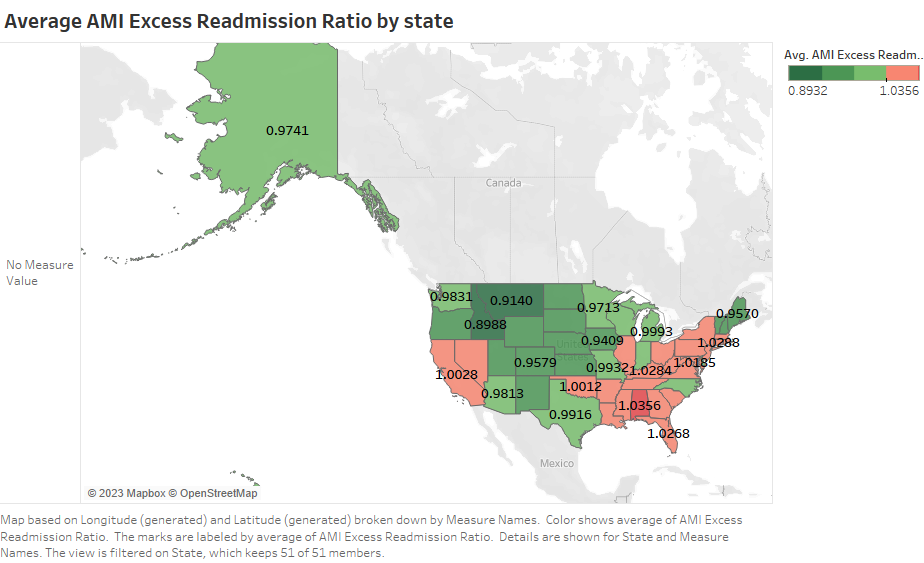 Average AMI Excess Readmission Ratio by state
Avg. AMI Excess Readm..
0.8932 1.0356
0.9741
Canada
No Measure
Value
0.9831
0.9140
0.9713
0.9570
0.8988
0.9993
1.0288
0.9409
United
0.9579
1.0185
0.9932
1.0284
1.0028
1.0012
0.9813
1.0356
0.9916
1.0268
Mexico
© 2023 Mapbox © OpenStreetMap
Map based on Longitude (generated) and Latitude (generated) broken down by Measure Names.  Color shows average of AMI Excess
Readmission Ratio.  The marks are labeled by average of AMI Excess Readmission Ratio.  Details are shown for State and Measure
Names. The view is filtered on State, which keeps 51 of 51 members.